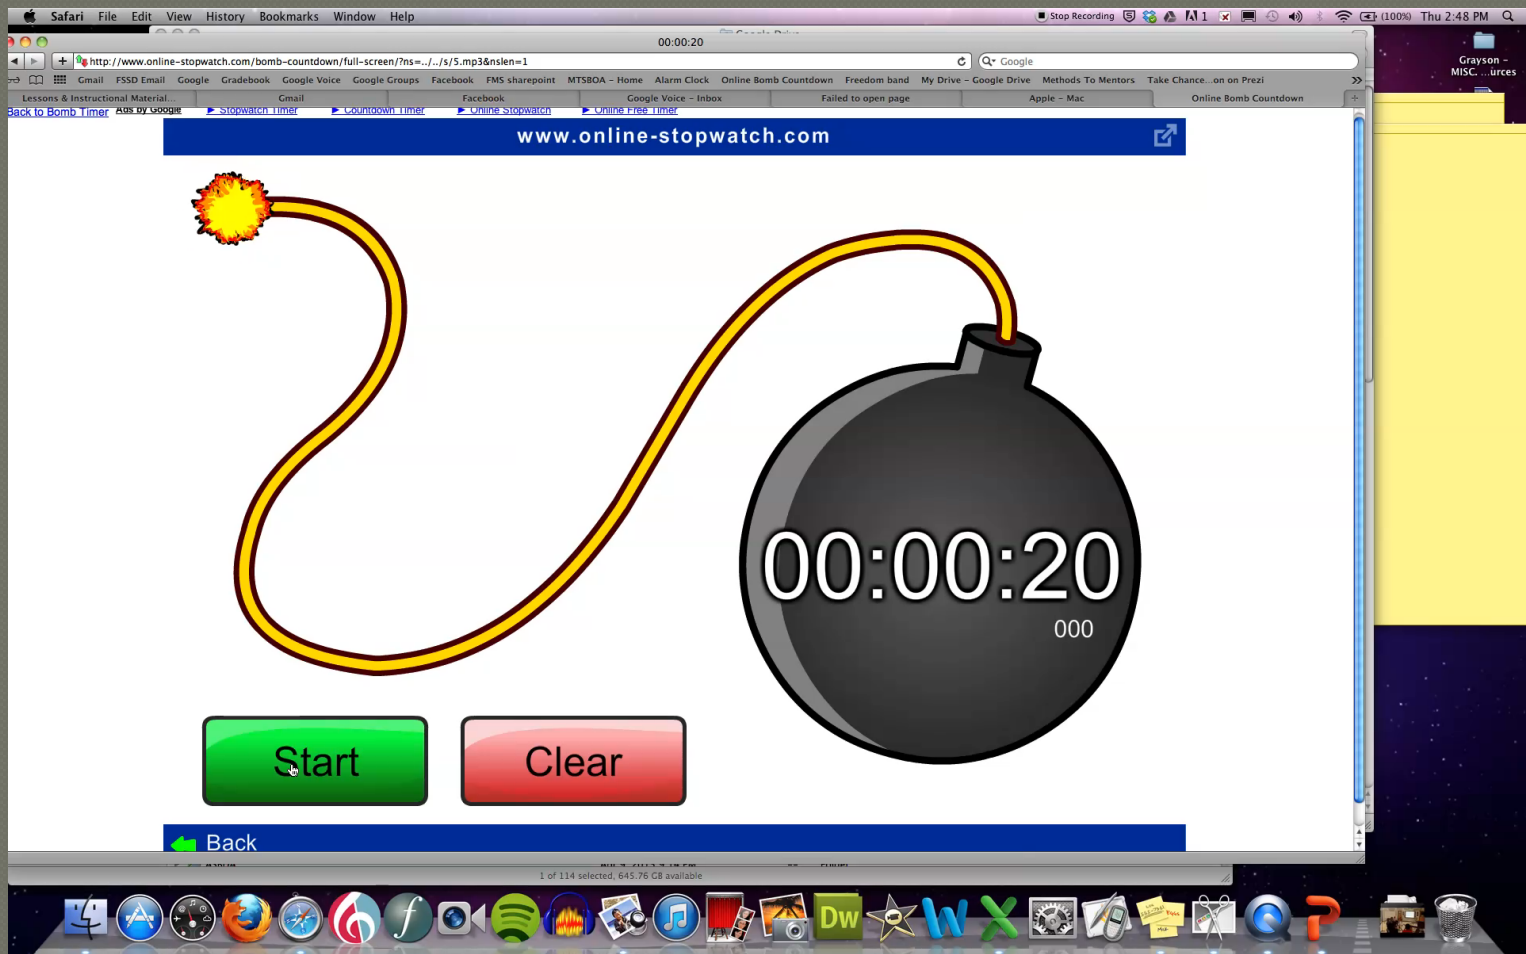 Safari File Edit View History Bookmarks Window Help Stop Recording 5 1 (100%) Thu 2:48 PM
00:00:20
http://www.online-stopwatch.com/bomb-countdown/full-screen/?ns=../../s/5.mp3&nslen=1 Google
Gmail FSSD Email Google Gradebook Google Voice Google Groups Facebook FMS sharepoint MTSBOA - Home Alarm Clock Online Bomb Countdown Freedom band My Drive - Google Drive Methods To Mentors Take Chance...on on Prezi
Lessons & Instructional Material... Gmail Facebook Google Voice - Inbox Failed to open page Apple - Mac Online Bomb Countdown
Back to Bomb Timer Ads by Google Stopwatch Timer Countdown Timer Online Stopwatch Online Free Timer
www.online-stopwatch.com
Grayson -
MISC. ...urces
00:00:20
000
Start Clear
Back
1 of 114 selected, 645.76 GB available
Dw W X P